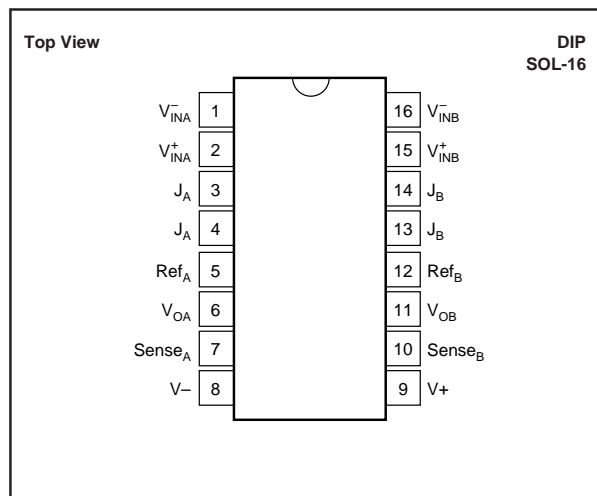 Top View
DIP
SOL-16
V⁻INA 1
16 V⁻INB
V⁺INA 2
15 V⁺INB
JA 3
14 JB
JA 4
13 JB
RefA 5
12 RefB
VOA 6
11 VOB
SenseA 7
10 SenseB
V– 8
9 V+